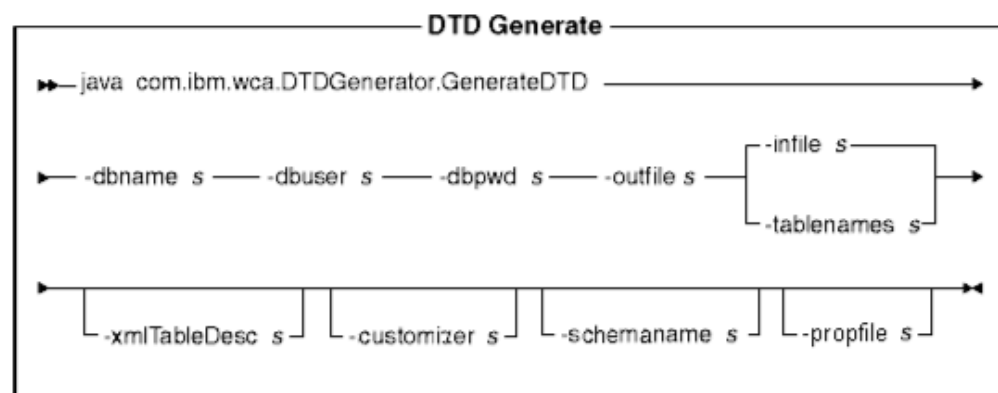 DTD Generate
java com.ibm.wca.DTDGenerator.GenerateDTD
-infile s
-dbname s -dbuser s -dbpwd s -outfile s
-tablenames s
-xmlTableDesc s -customizer s -schemaname s -propfile s